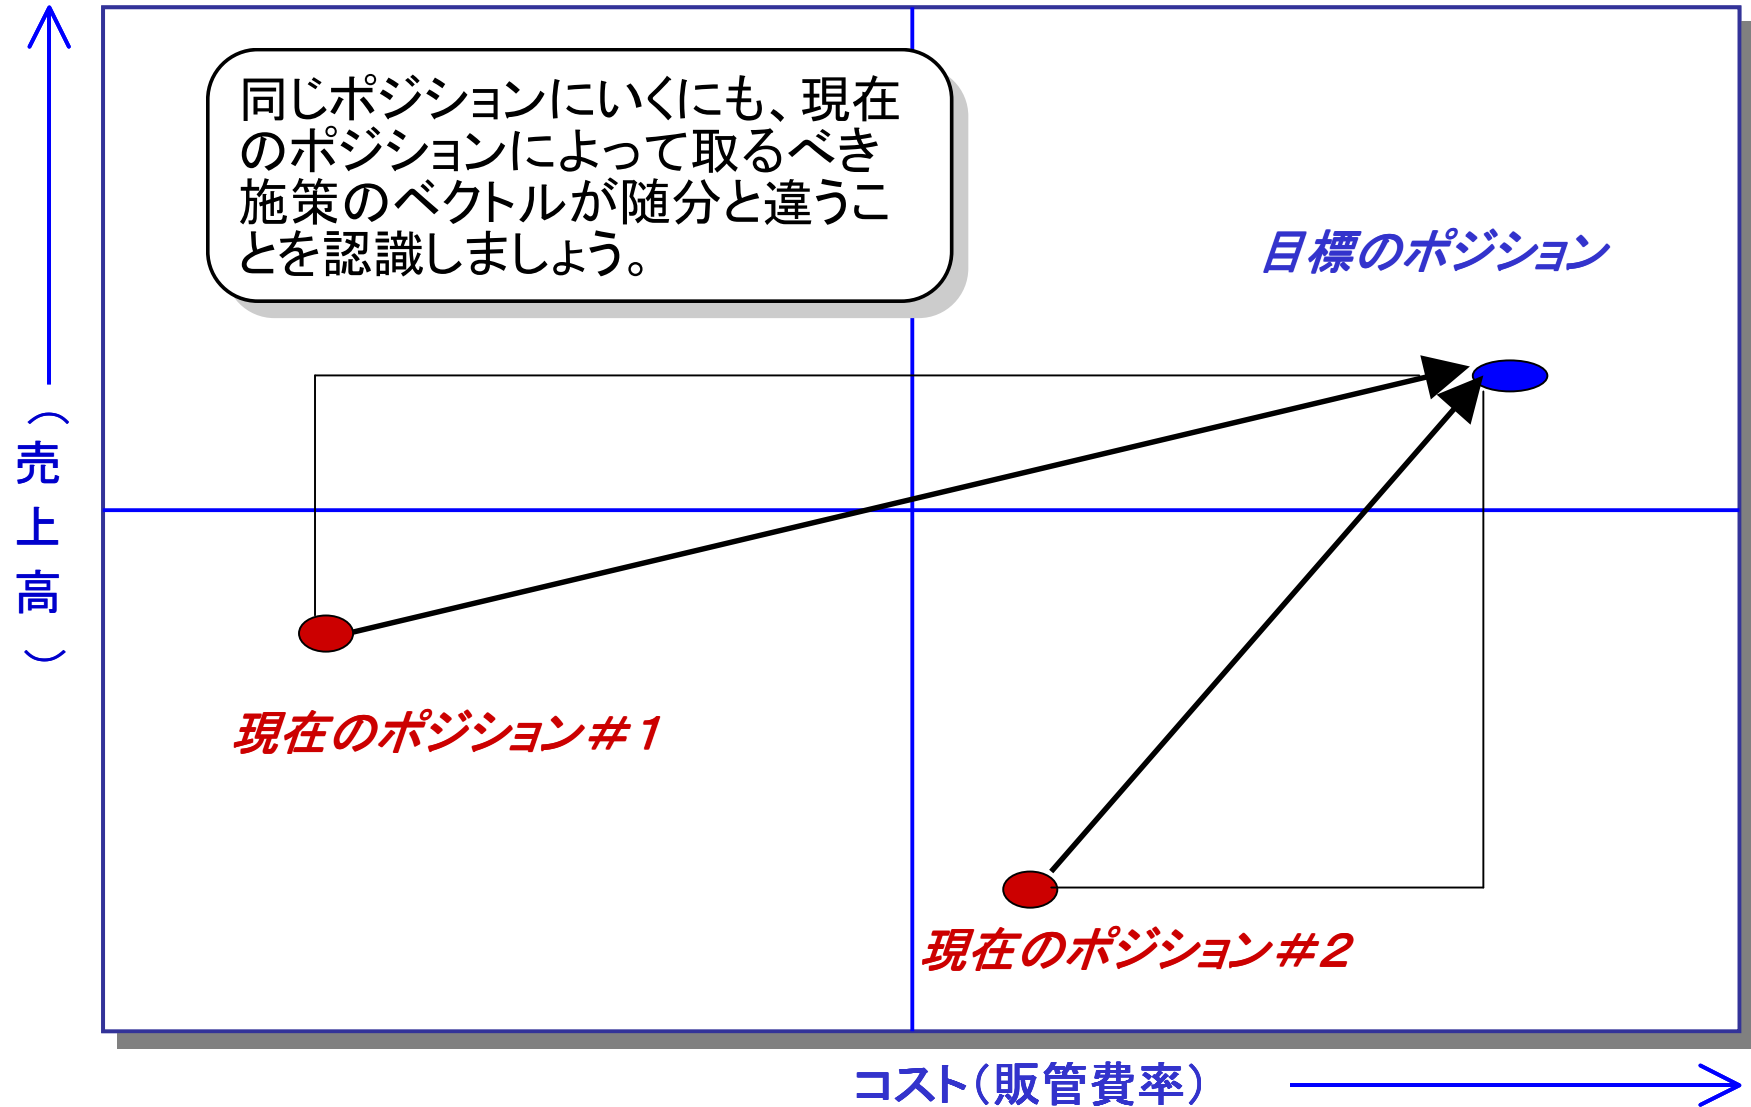 同じポジションにいくにも、現在
のポジションによって取るべき
施策のベクトルが随分と違うこ
とを認識しましょう。
目標のポジション
（売上高）
現在のポジション＃１
現在のポジション＃２
コスト（販管費率）